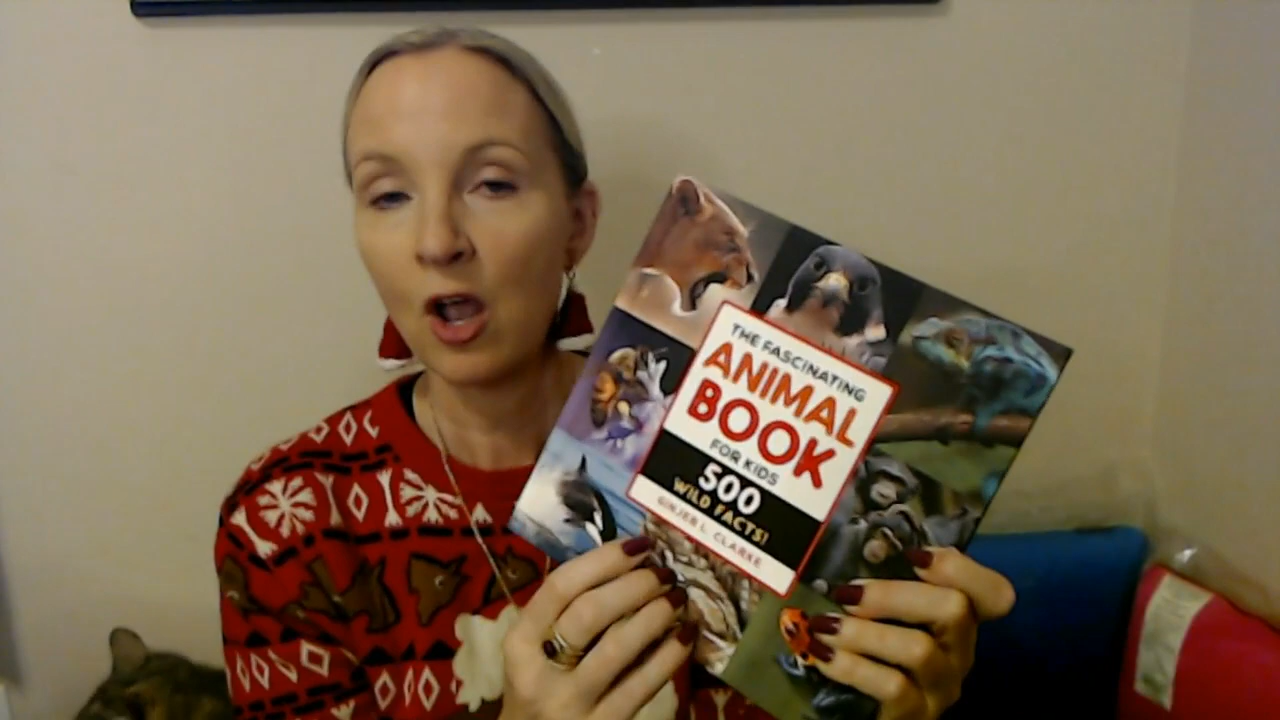 THE FASCINATING
ANIMAL
BOOK
FOR KIDS
500
WILD FACTS!
GINJER L. CLARKE